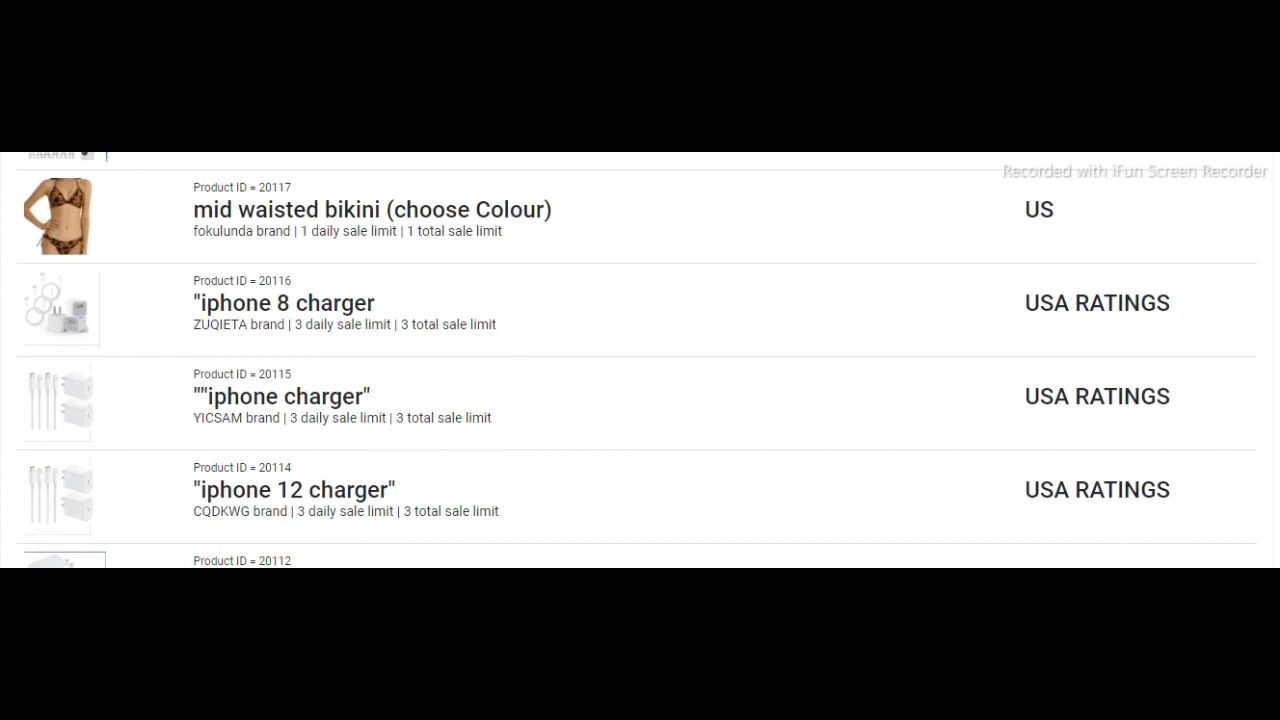 Recorded with iFun Screen Recorder
Product ID = 20117
mid waisted bikini (choose Colour)
US
fokulunda brand | 1 daily sale limit | 1 total sale limit
Product ID = 20116
"iphone 8 charger
USA RATINGS
ZUQIETA brand | 3 daily sale limit | 3 total sale limit
Product ID = 20115
""iphone charger"
USA RATINGS
YICSAM brand | 3 daily sale limit | 3 total sale limit
Product ID = 20114
"iphone 12 charger"
USA RATINGS
CQDKWG brand | 3 daily sale limit | 3 total sale limit
Product ID = 20112